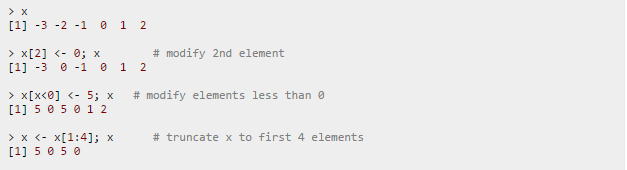 > x
[1] -3 -2 -1  0  1  2
> x[2] <- 0; x        # modify 2nd element
[1] -3  0 -1  0  1  2
> x[x<0] <- 5; x   # modify elements less than 0
[1] 5 0 5 0 1 2
> x <- x[1:4]; x      # truncate x to first 4 elements
[1] 5 0 5 0